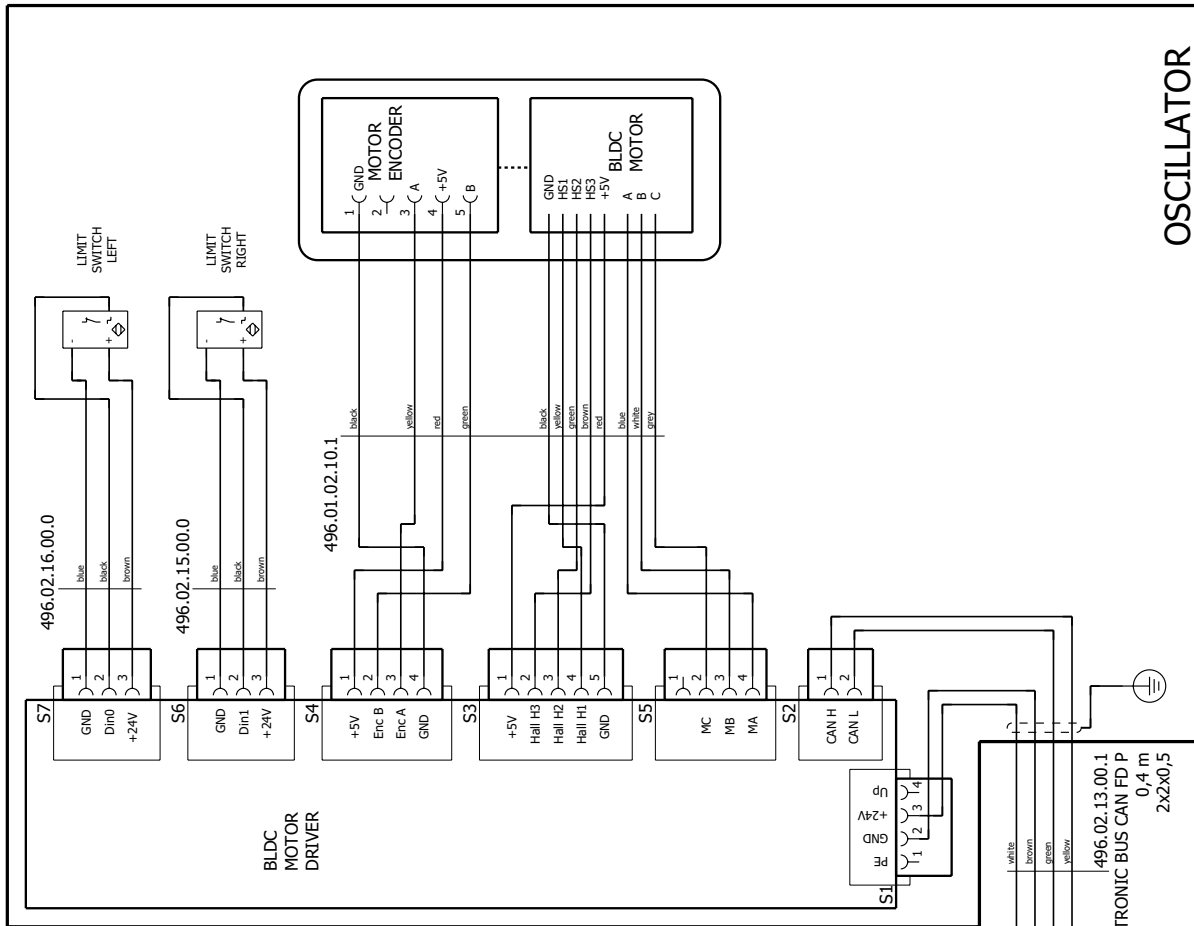 OSCILLATOR
LIMIT
SWITCH
LEFT
-
+
LIMIT
SWITCH
RIGHT
-
+
MOTOR
ENCODER
1 GND
2
3 A
4 +5V
5 B
BLDC
MOTOR
GND
HS1
HS2
HS3
+5V
A
B
C
496.02.16.00.0
blue
black
brown
496.02.15.00.0
blue
black
brown
496.01.02.10.1
black
yellow
red
green
black
yellow
green
brown
red
blue
white
grey
S7
1 GND
2 Din0
3 +24V
S6
1 GND
2 Din1
3 +24V
S4
1 +5V
2 Enc B
3 Enc A
4 GND
S3
1 +5V
2 Hall H3
3 Hall H2
4 Hall H1
5 GND
S5
1
2 MC
3 MB
4 MA
S2
1 CAN H
2 CAN L
BLDC
MOTOR
DRIVER
S1
Up 4
+24V 3
GND 2
PE 1
white
brown
green
yellow
496.02.13.00.1
TRONIC BUS CAN FD P
0,4 m
2x2x0,5